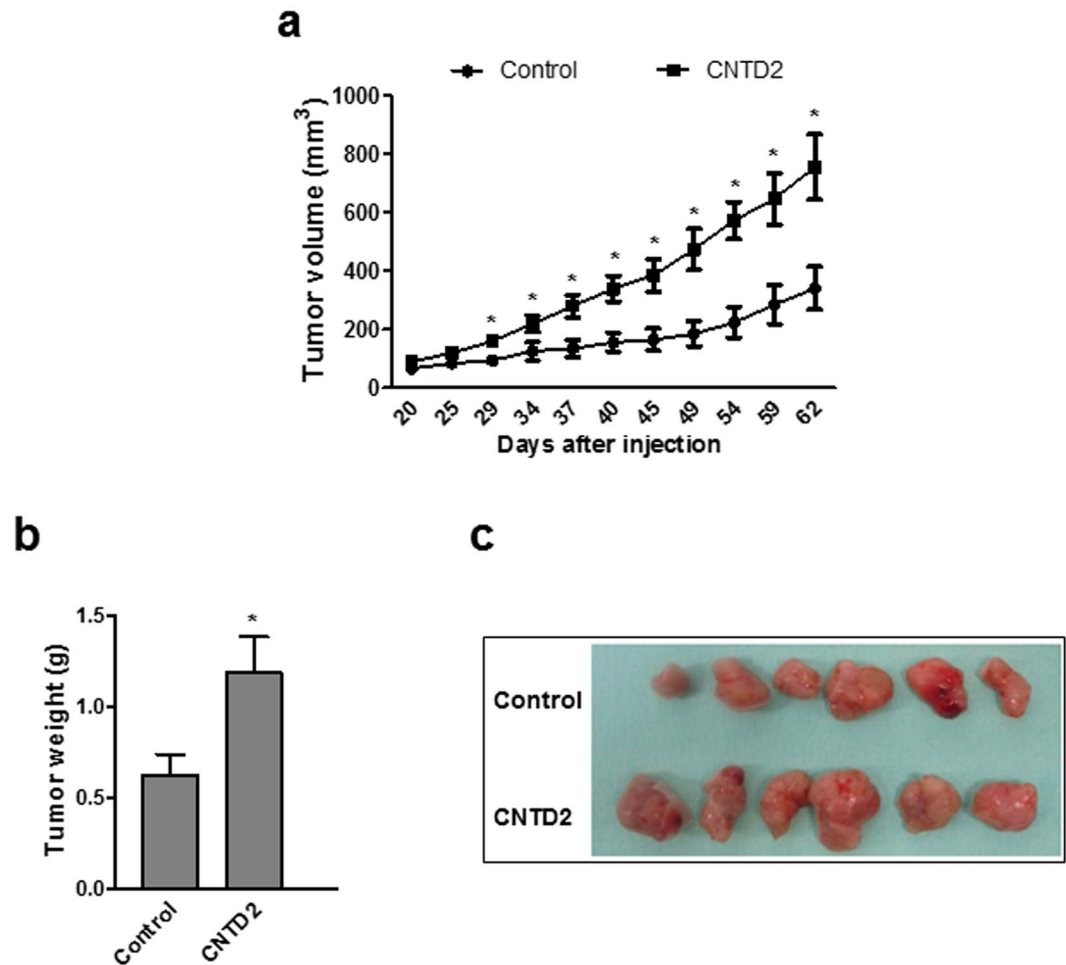 a
Control CNTD2
Tumor volume (mm³)
1000
800
600
400
200
0
* * * * * * * * *
20 25 29 34 37 40 45 49 54 59 62
Days after injection
b
Tumor weight (g)
1.5
1.0
0.5
0.0
*
Control CNTD2
c
Control
CNTD2